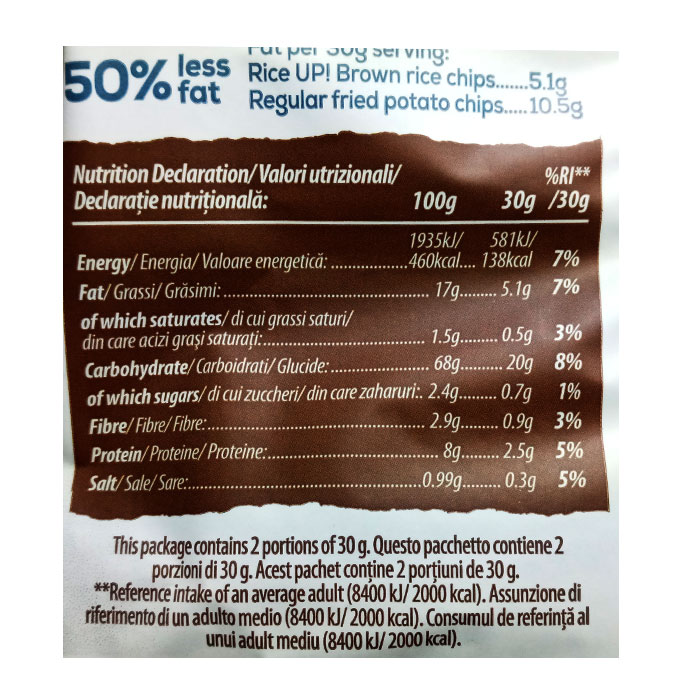 Fat per 30g serving:
50% less fat
Rice UP! Brown rice chips.......5.1g
Regular fried potato chips.....10.5g
Nutrition Declaration/Valori utrizionali/
Declarație nutrițională: 100g 30g %RI** /30g
Energy/Energia/Valoare energetică: ...............1935kJ/ 460kcal.... 581kJ/ 138kcal 7%
Fat/Grassi/Grăsimi:........................................ 17g......... 5.1g 7%
of which saturates/di cui grassi saturi/
din care acizi grași saturați:................................ 1.5g......... 0.5g 3%
Carbohydrate/Carboidrati/Glucide:................ 68g......... 20g 8%
of which sugars/di cui zuccheri/din care zaharuri:. 2.4g......... 0.7g 1%
Fibre/Fibre/Fibre:........................................... 2.9g......... 0.9g 3%
Protein/Proteine/Proteine:................................ 8g......... 2.5g 5%
Salt/Sale/Sare:.............................................0.99g......... 0.3g 5%
This package contains 2 portions of 30 g. Questo pacchetto contiene 2
porzioni di 30 g. Acest pachet conține 2 porțiuni de 30 g.
**Reference intake of an average adult (8400 kJ/ 2000 kcal). Assunzione di
riferimento di un adulto medio (8400 kJ/ 2000 kcal). Consumul de referință al
unui adult mediu (8400 kJ/ 2000 kcal).